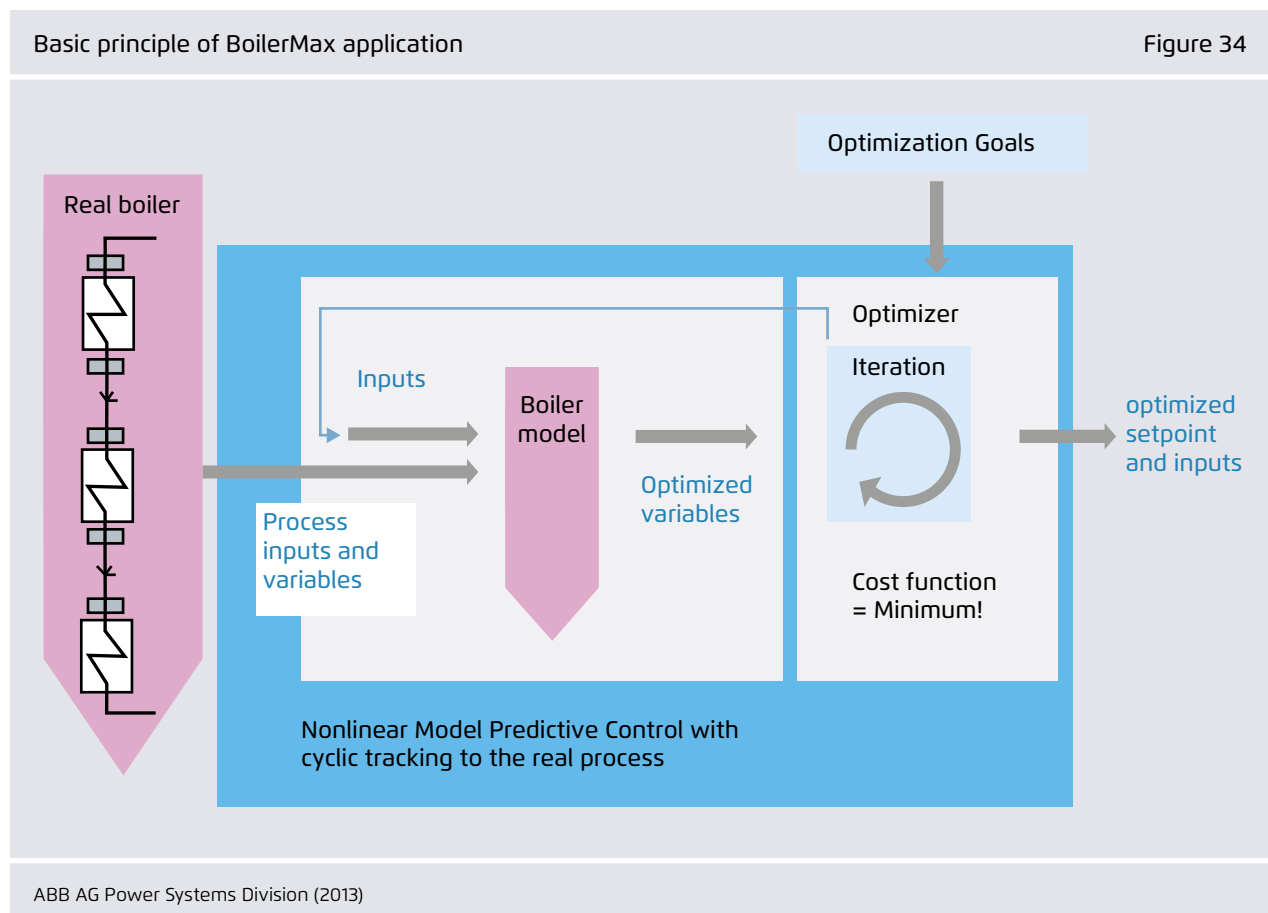 Basic principle of BoilerMax application
Figure 34
Optimization Goals
Real boiler
Optimizer
Iteration
Inputs
Boiler
model
optimized
setpoint
and inputs
Optimized
variables
Process
inputs and
variables
Cost function
= Minimum!
Nonlinear Model Predictive Control with
cyclic tracking to the real process
ABB AG Power Systems Division (2013)